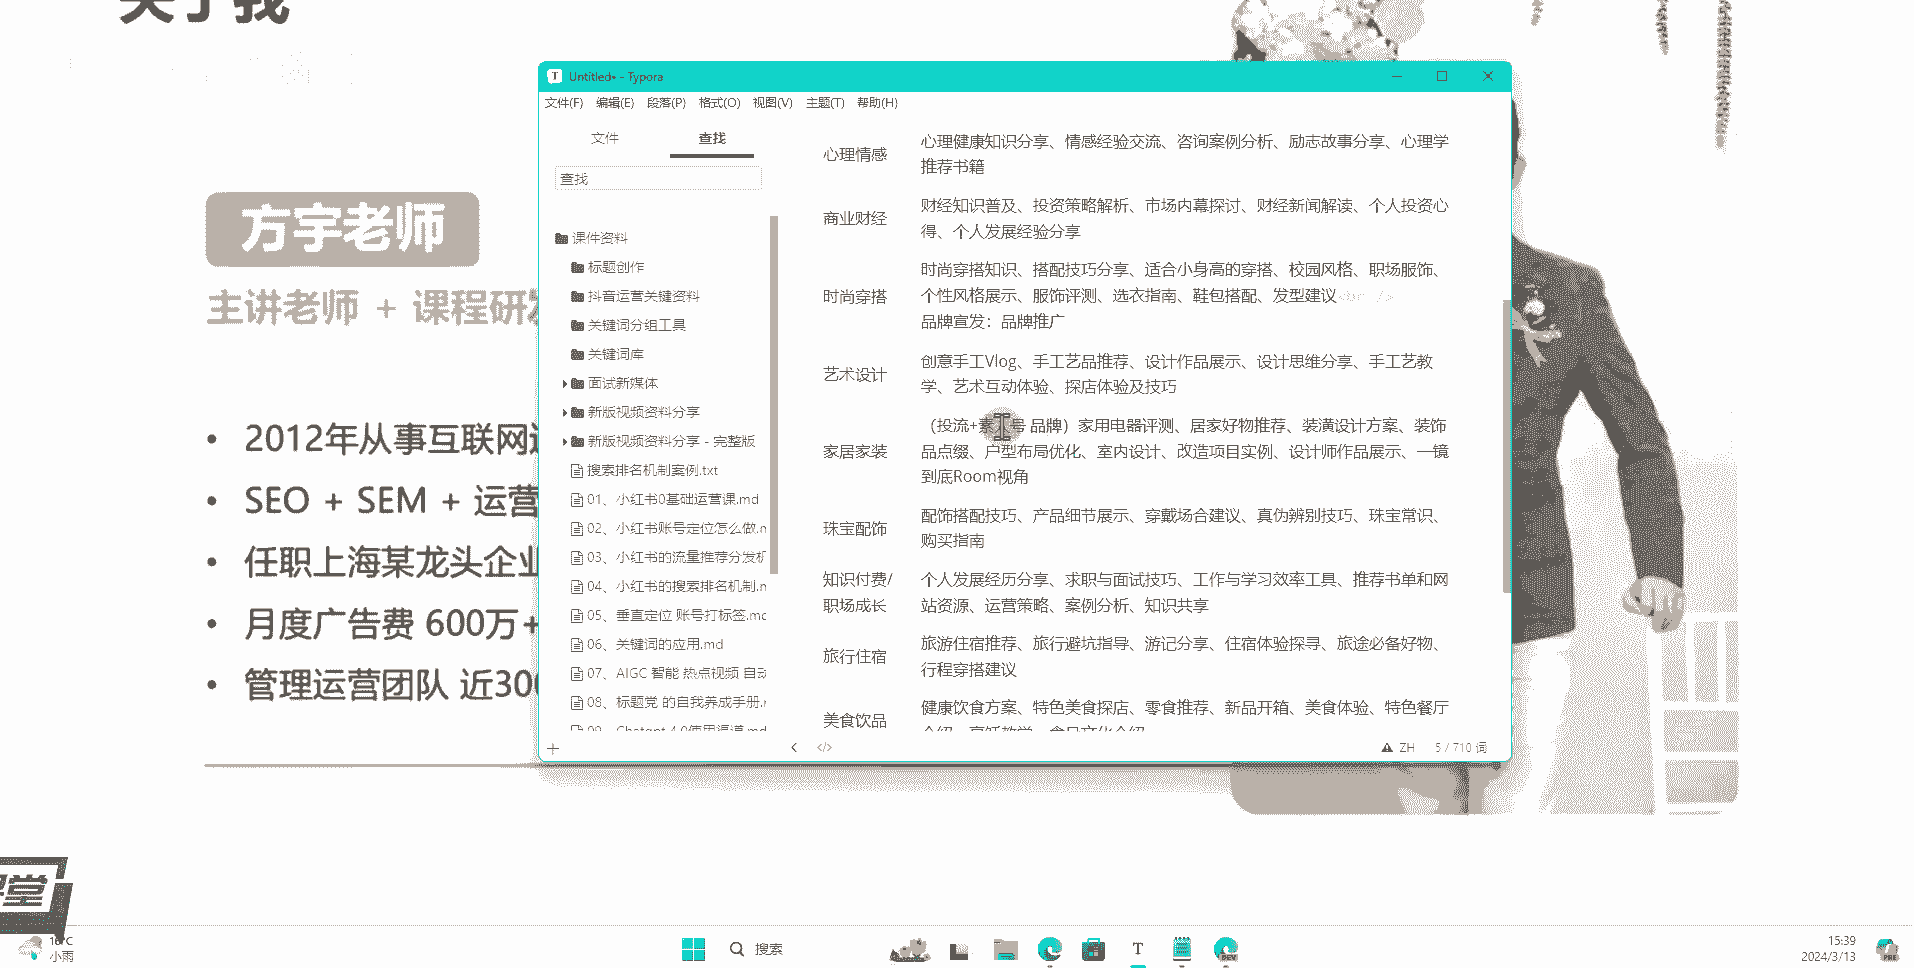 关于我
方宇老师
主讲老师 + 课程研发
2012年从事互联网运
SEO + SEM + 运营
任职上海某龙头企业
月度广告费 600万+
管理运营团队 近300
Untitled• - Typora
文件(F) 编辑(E) 段落(P) 格式(O) 视图(V) 主题(T) 帮助(H)
文件 查找
查找
课件资料
标题创作
抖音运营关键资料
关键词分组工具
关键词库
面试新媒体
新版视频资料分享
新版视频资料分享 - 完整版
搜索排名机制案例.txt
01、小红书0基础运营课.md
02、小红书账号定位怎么做.m
03、小红书的流量推荐分发机
04、小红书的搜索排名机制.m
05、垂直定位 账号打标签.mc
06、关键词的应用.md
07、AIGC 智能 热点视频 自动
08、标题党 的自我养成手册.r
09、Chatgpt 4.0使用渠道.md
心理情感
心理健康知识分享、情感经验交流、咨询案例分析、励志故事分享、心理学
推荐书籍
商业财经
财经知识普及、投资策略解析、市场内幕探讨、财经新闻解读、个人投资心
得、个人发展经验分享
时尚穿搭
时尚穿搭知识、搭配技巧分享、适合小身高的穿搭、校园风格、职场服饰、
个性风格展示、服饰评测、选衣指南、鞋包搭配、发型建议<br />
品牌宣发：品牌推广
艺术设计
创意手工Vlog、手工艺品推荐、设计作品展示、设计思维分享、手工艺教
学、艺术互动体验、探店体验及技巧
家居家装
（投流+素人号 品牌）家用电器评测、居家好物推荐、装潢设计方案、装饰
品点缀、户型布局优化、室内设计、改造项目实例、设计师作品展示、一镜
到底Room视角
珠宝配饰
配饰搭配技巧、产品细节展示、穿戴场合建议、真伪辨别技巧、珠宝常识、
购买指南
知识付费/
职场成长
个人发展经历分享、求职与面试技巧、工作与学习效率工具、推荐书单和网
站资源、运营策略、案例分析、知识共享
旅行住宿
旅游住宿推荐、旅行避坑指导、游记分享、住宿体验探寻、旅途必备好物、
行程穿搭建议
美食饮品
健康饮食方案、特色美食探店、零食推荐、新品开箱、美食体验、特色餐厅
介绍、烹饪教学、食品文化介绍
ZH 5 / 710 词
课堂
16°C
小雨
搜索
DEV
15:39
2024/3/13
PRE